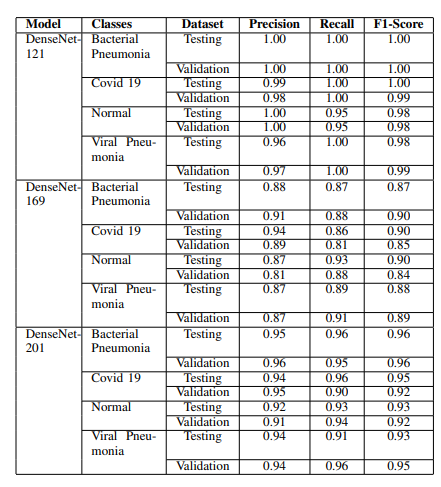 Model Classes Dataset Precision Recall F1-Score
DenseNet-121 Bacterial Pneumonia Testing 1.00 1.00 1.00
Validation 1.00 1.00 1.00
Covid 19 Testing 0.99 1.00 1.00
Validation 0.98 1.00 0.99
Normal Testing 1.00 0.95 0.98
Validation 1.00 0.95 0.98
Viral Pneu-monia Testing 0.96 1.00 0.98
Validation 0.97 1.00 0.99
DenseNet-169 Bacterial Pneumonia Testing 0.88 0.87 0.87
Validation 0.91 0.88 0.90
Covid 19 Testing 0.94 0.86 0.90
Validation 0.89 0.81 0.85
Normal Testing 0.87 0.93 0.90
Validation 0.81 0.88 0.84
Viral Pneu-monia Testing 0.87 0.89 0.88
Validation 0.87 0.91 0.89
DenseNet-201 Bacterial Pneumonia Testing 0.95 0.96 0.96
Validation 0.96 0.95 0.96
Covid 19 Testing 0.94 0.96 0.95
Validation 0.95 0.90 0.92
Normal Testing 0.92 0.93 0.93
Validation 0.91 0.94 0.92
Viral Pneu-monia Testing 0.94 0.91 0.93
Validation 0.94 0.96 0.95